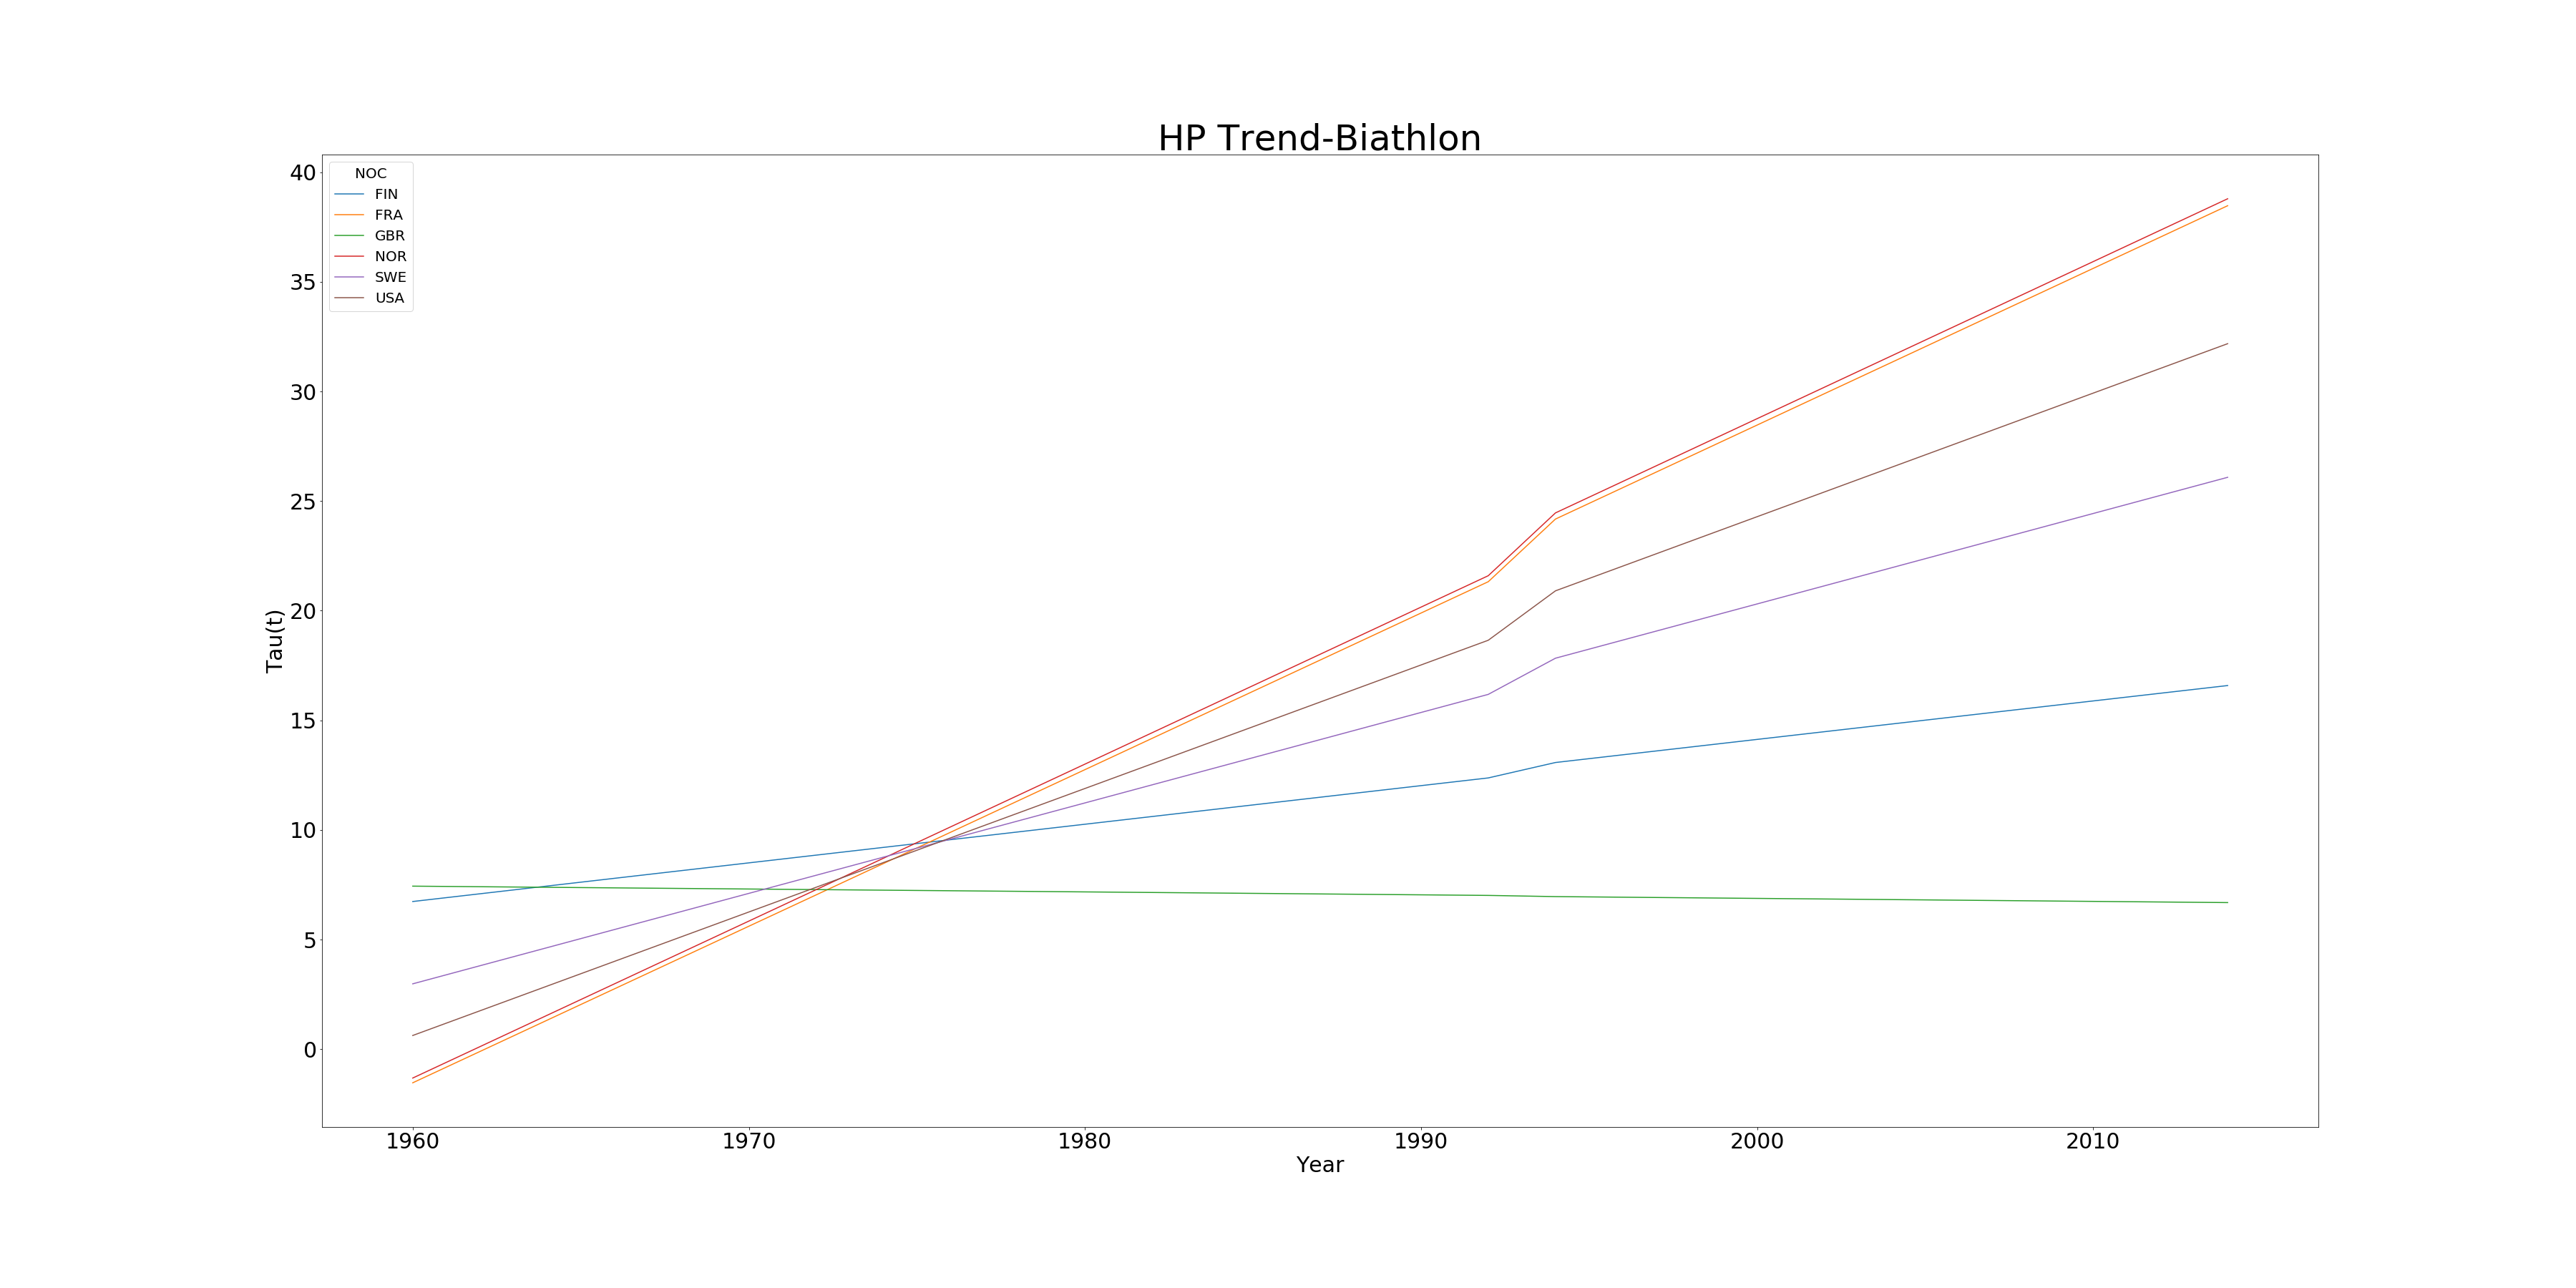 HP Trend-Biathlon
NOC
FIN
FRA
GBR
NOR
SWE
USA
40
35
30
25
20
15
10
5
0
Tau(t)
1960 1970 1980 1990 2000 2010
Year